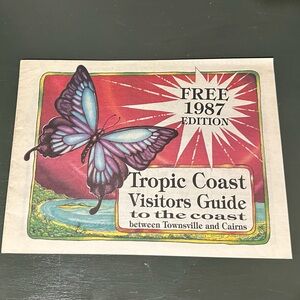 FREE
1987
EDITION
Tropic Coast
Visitors Guide
to the coast
between Townsville and Cairns